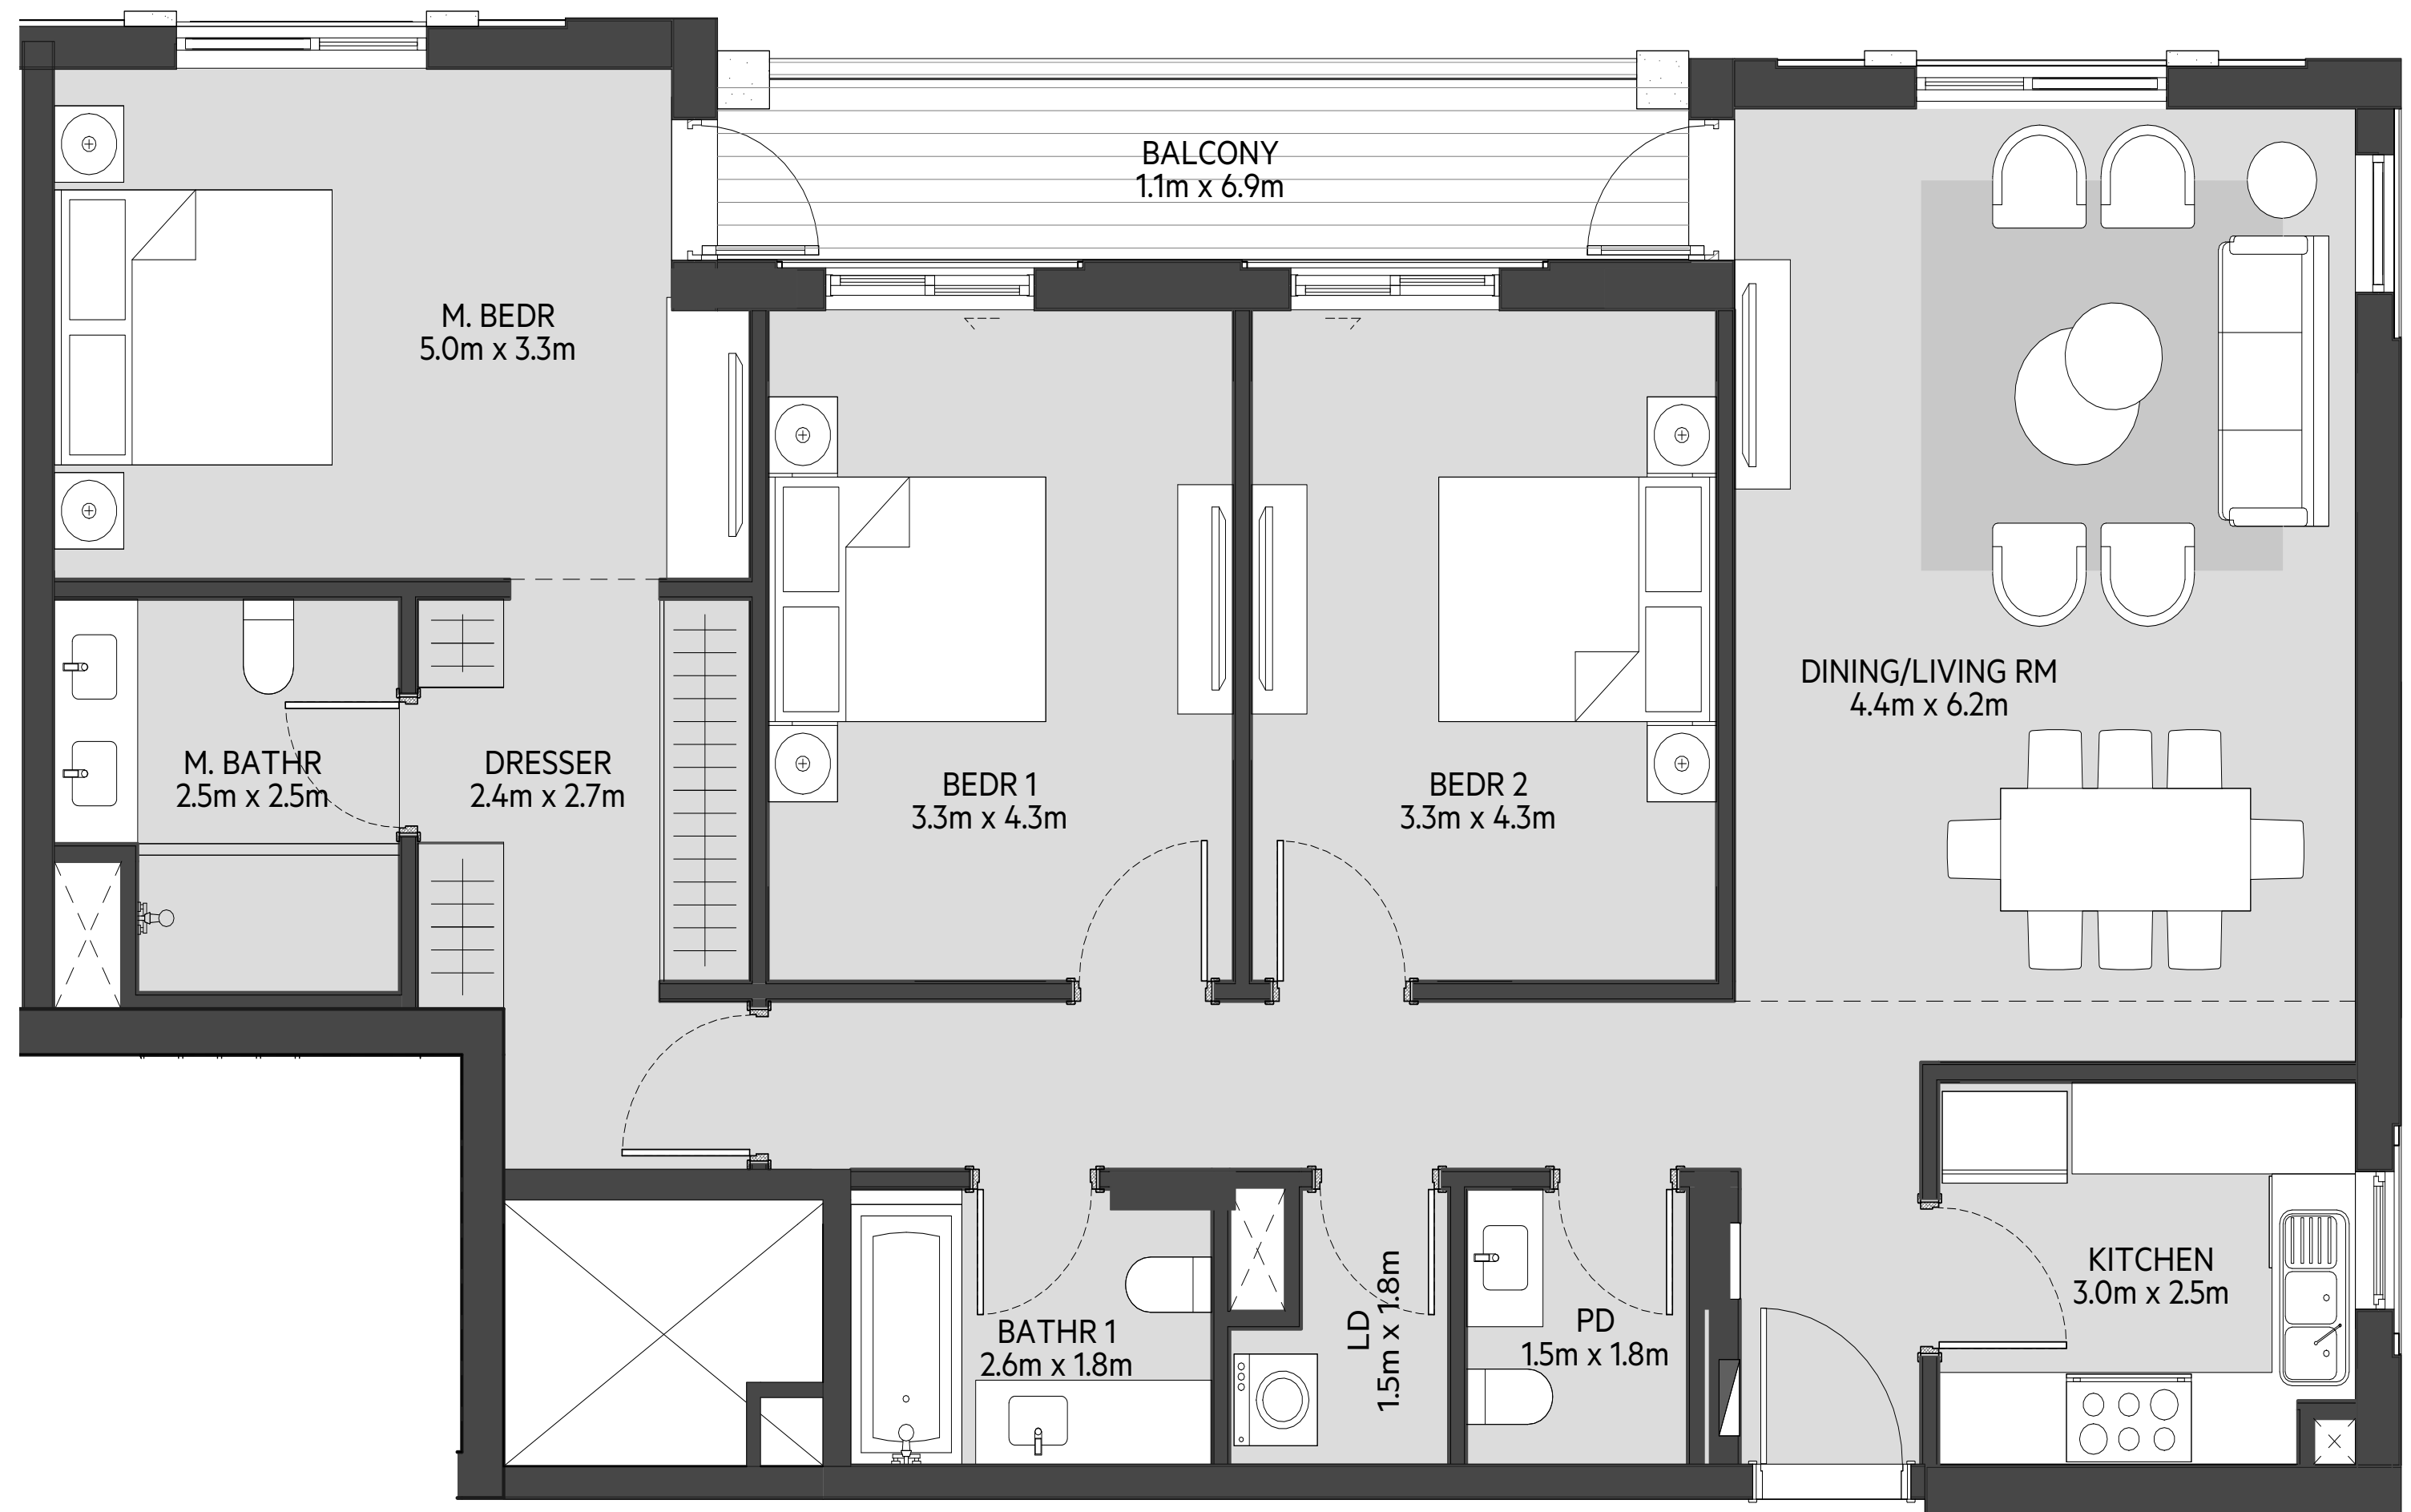 BALCONY
1.1m x 6.9m
M. BEDR
5.0m x 3.3m
DINING/LIVING RM
4.4m x 6.2m
M. BATHR
2.5m x 2.5m
DRESSER
2.4m x 2.7m
BEDR 1
3.3m x 4.3m
BEDR 2
3.3m x 4.3m
KITCHEN
3.0m x 2.5m
BATHR 1
2.6m x 1.8m
LD
1.5m x 1.8m
PD
1.5m x 1.8m